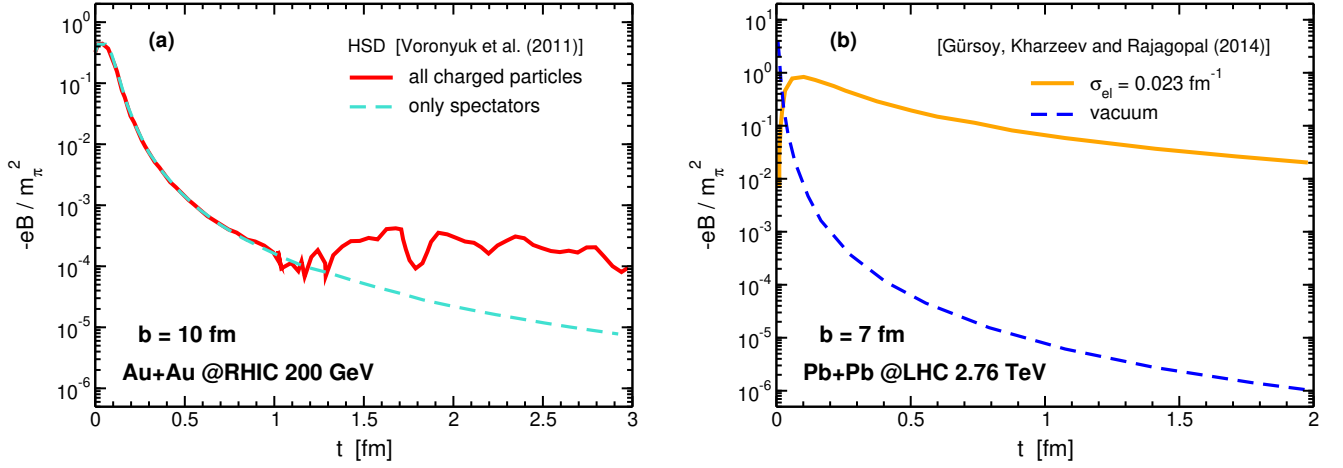 (a)
HSD [Voronyuk et al. (2011)]
all charged particles
only spectators
b = 10 fm
Au+Au @RHIC 200 GeV
-eB / m_π^2
10^0
10^-1
10^-2
10^-3
10^-4
10^-5
10^-6
0 0.5 1 1.5 2 2.5 3
t [fm]
(b)
[Gürsoy, Kharzeev and Rajagopal (2014)]
σ_el = 0.023 fm^-1
vacuum
b = 7 fm
Pb+Pb @LHC 2.76 TeV
-eB / m_π^2
10^1
10^0
10^-1
10^-2
10^-3
10^-4
10^-5
10^-6
0 0.5 1 1.5 2
t [fm]